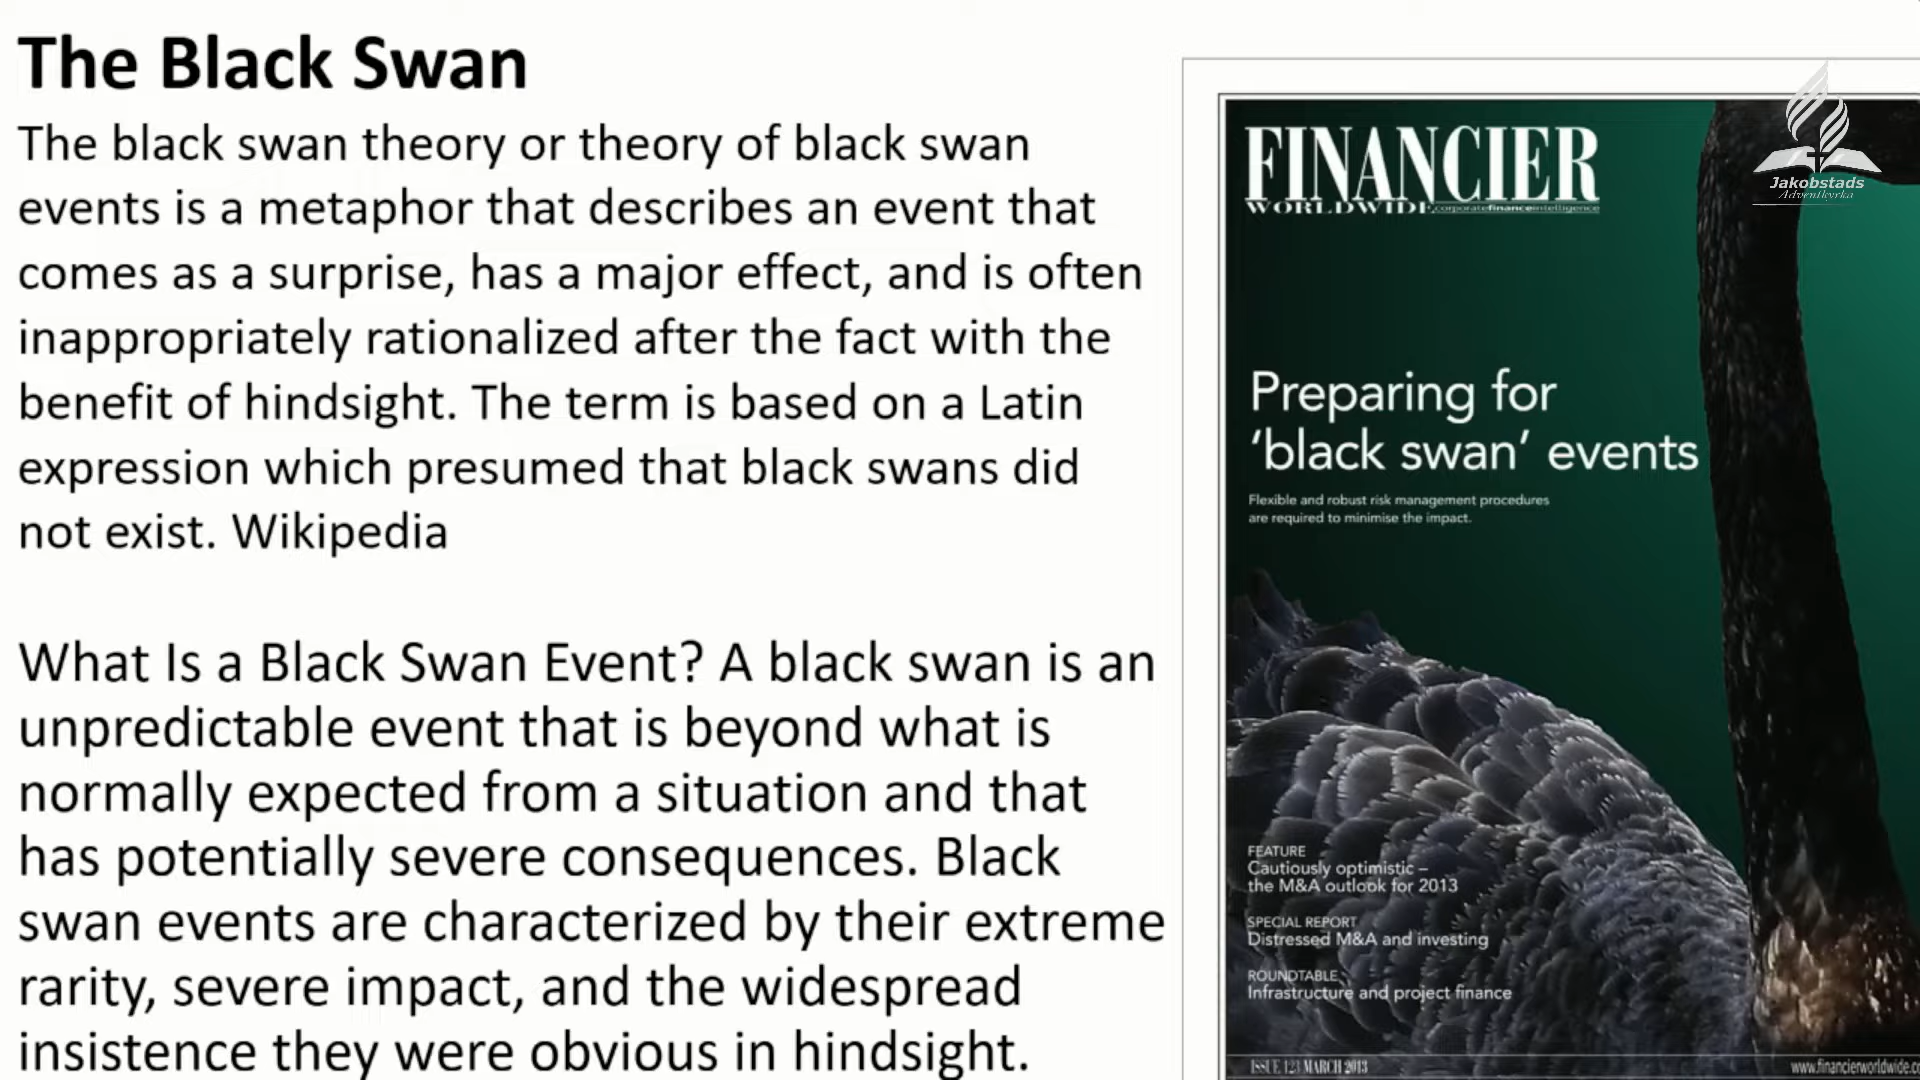 The Black Swan
The black swan theory or theory of black swan
events is a metaphor that describes an event that
comes as a surprise, has a major effect, and is often
inappropriately rationalized after the fact with the
benefit of hindsight. The term is based on a Latin
expression which presumed that black swans did
not exist. Wikipedia
What Is a Black Swan Event? A black swan is an
unpredictable event that is beyond what is
normally expected from a situation and that
has potentially severe consequences. Black
swan events are characterized by their extreme
rarity, severe impact, and the widespread
insistence they were obvious in hindsight.
FINANCIER
WORLDWIDE corporatefinanceintelligence
Jakobstads
Adventkyrka
Preparing for
‘black swan’ events
Flexible and robust risk management procedures
are required to minimise the impact.
FEATURE
Cautiously optimistic –
the M&A outlook for 2013
SPECIAL REPORT
Distressed M&A and investing
ROUNDTABLE
Infrastructure and project finance
ISSUE 123 MARCH 2013
www.financierworldwide.co